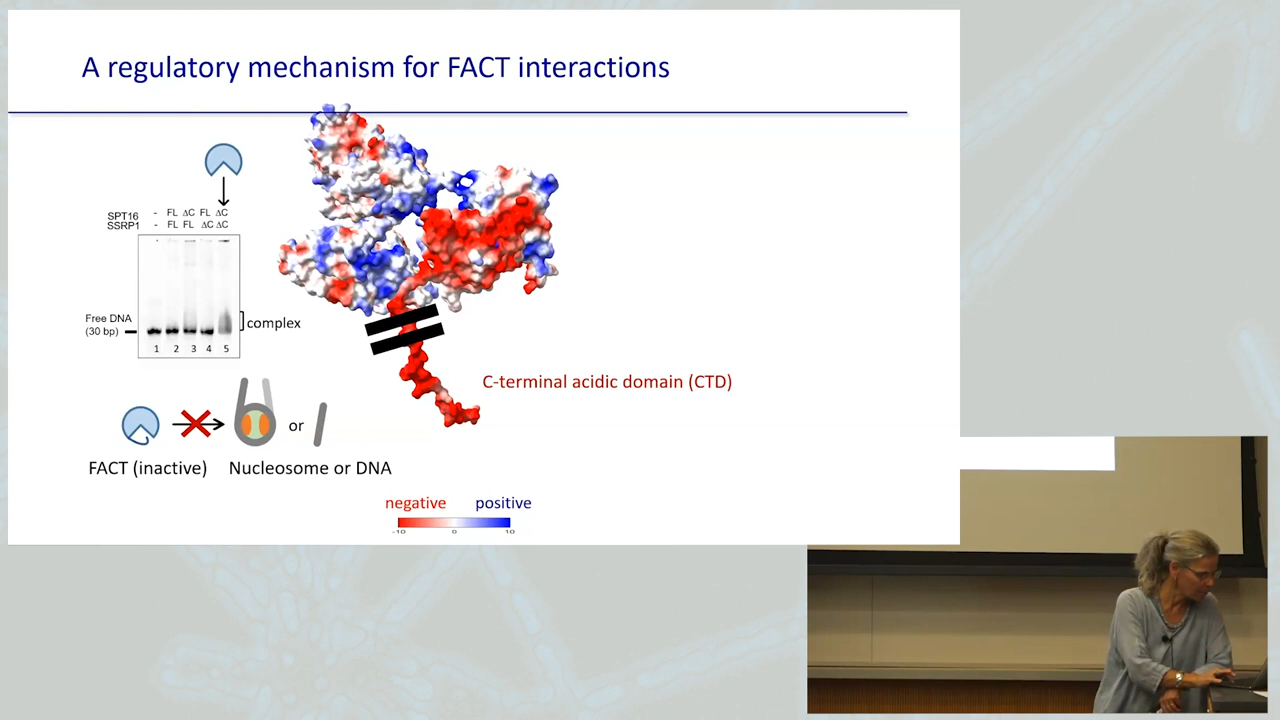 A regulatory mechanism for FACT interactions
SPT16 - FL ΔC FL ΔC
SSRP1 - FL FL ΔC ΔC
Free DNA
(30 bp)
complex
1 2 3 4 5
C-terminal acidic domain (CTD)
or
FACT (inactive) Nucleosome or DNA
negative positive
-10 0 10